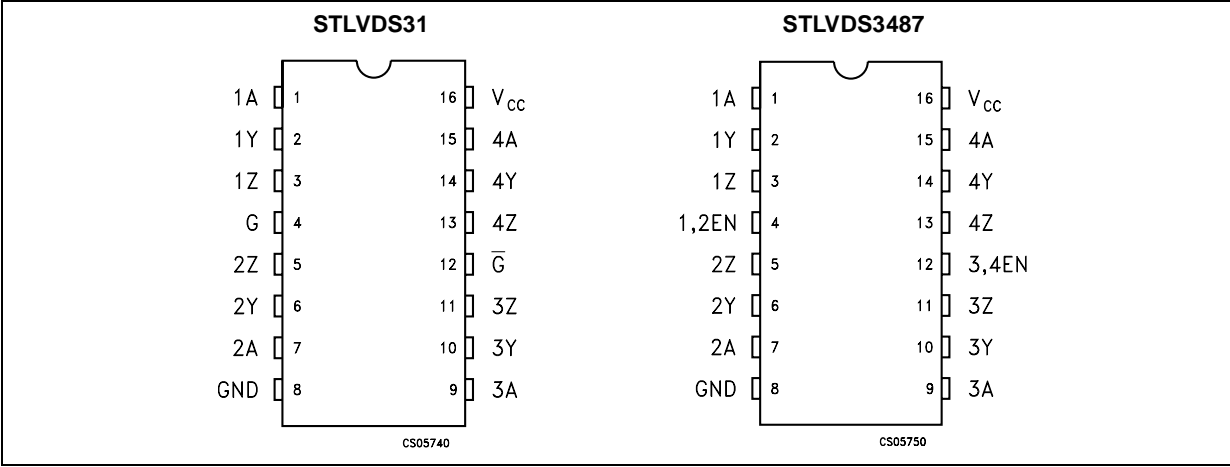 STLVDS31
1A 1 16 VCC
1Y 2 15 4A
1Z 3 14 4Y
G 4 13 4Z
2Z 5 12 G̅
2Y 6 11 3Z
2A 7 10 3Y
GND 8 9 3A
CS05740
STLVDS3487
1A 1 16 VCC
1Y 2 15 4A
1Z 3 14 4Y
1,2EN 4 13 4Z
2Z 5 12 3,4EN
2Y 6 11 3Z
2A 7 10 3Y
GND 8 9 3A
CS05750